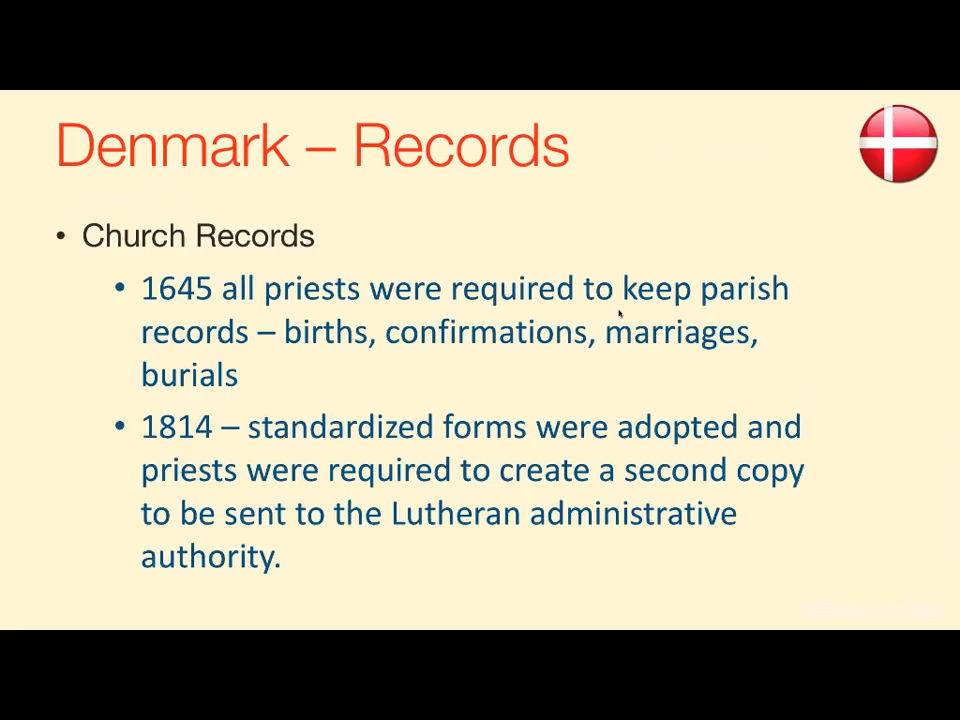 Denmark – Records
• Church Records
• 1645 all priests were required to keep parish
records – births, confirmations, marriages,
burials
• 1814 – standardized forms were adopted and
priests were required to create a second copy
to be sent to the Lutheran administrative
authority.